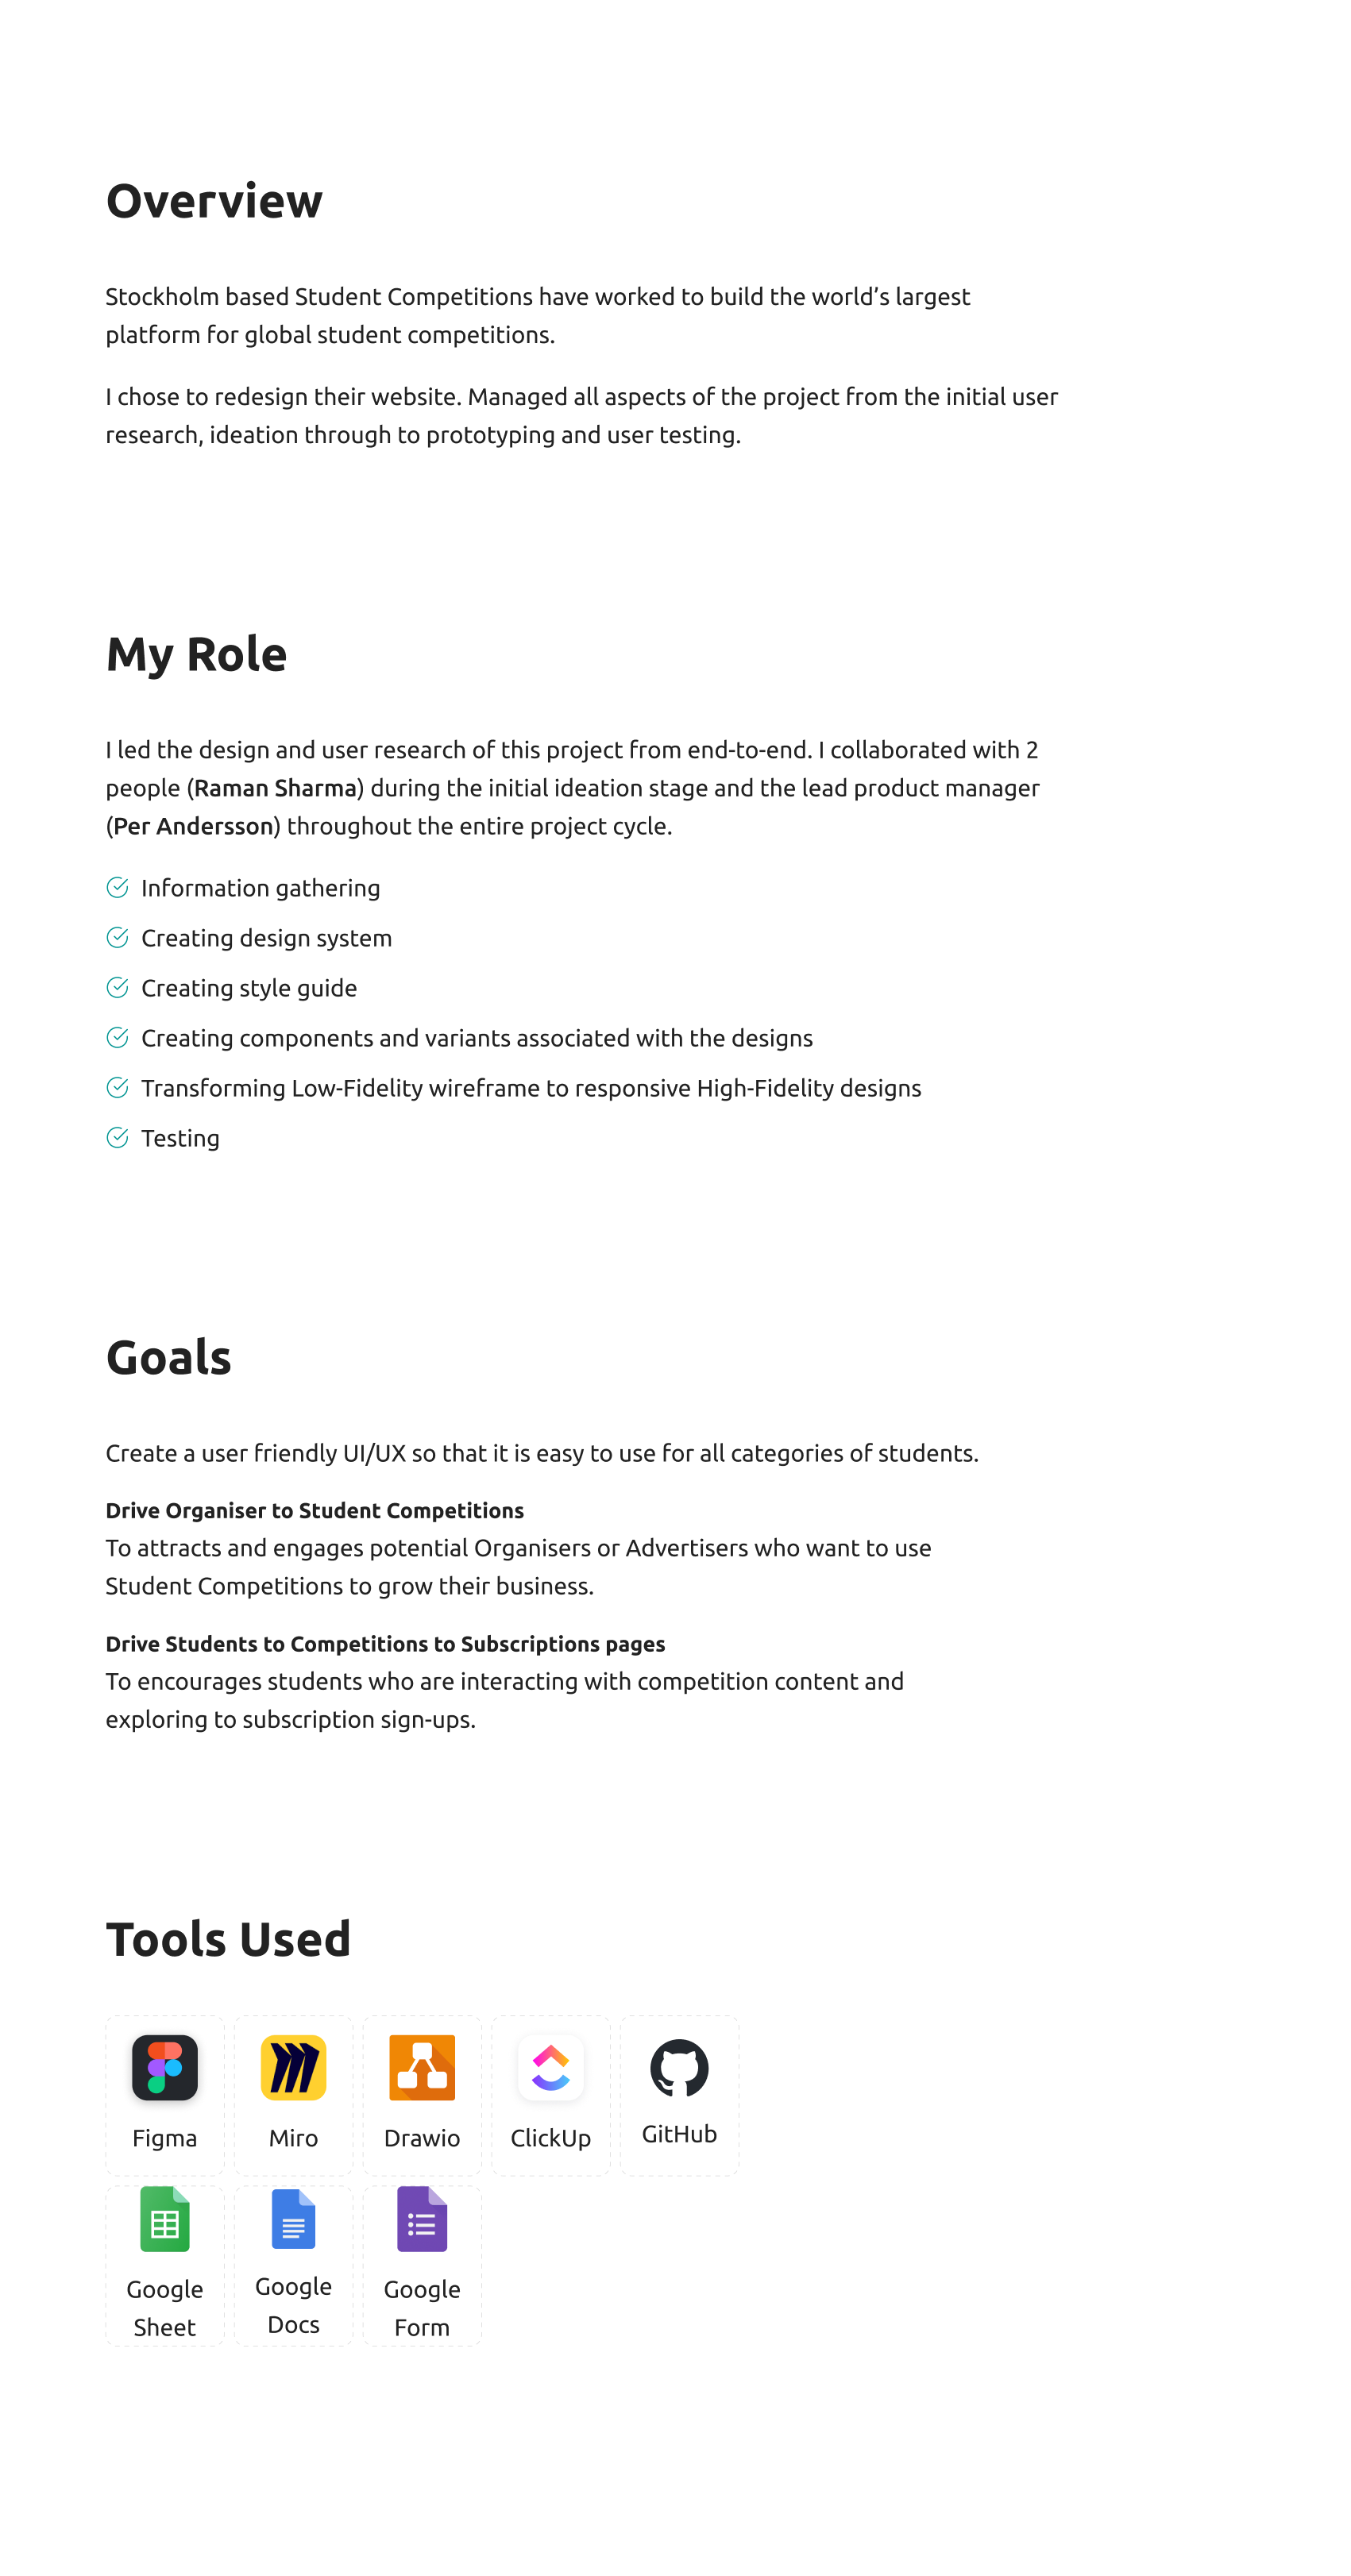 Overview
Stockholm based Student Competitions have worked to build the world’s largest
platform for global student competitions.
I chose to redesign their website. Managed all aspects of the project from the initial user
research, ideation through to prototyping and user testing.
My Role
I led the design and user research of this project from end-to-end. I collaborated with 2
people (Raman Sharma) during the initial ideation stage and the lead product manager
(Per Andersson) throughout the entire project cycle.
Information gathering
Creating design system
Creating style guide
Creating components and variants associated with the designs
Transforming Low-Fidelity wireframe to responsive High-Fidelity designs
Testing
Goals
Create a user friendly UI/UX so that it is easy to use for all categories of students.
Drive Organiser to Student Competitions
To attracts and engages potential Organisers or Advertisers who want to use
Student Competitions to grow their business.
Drive Students to Competitions to Subscriptions pages
To encourages students who are interacting with competition content and
exploring to subscription sign-ups.
Tools Used
Figma
Miro
Drawio
ClickUp
GitHub
Google
Sheet
Google
Docs
Google
Form